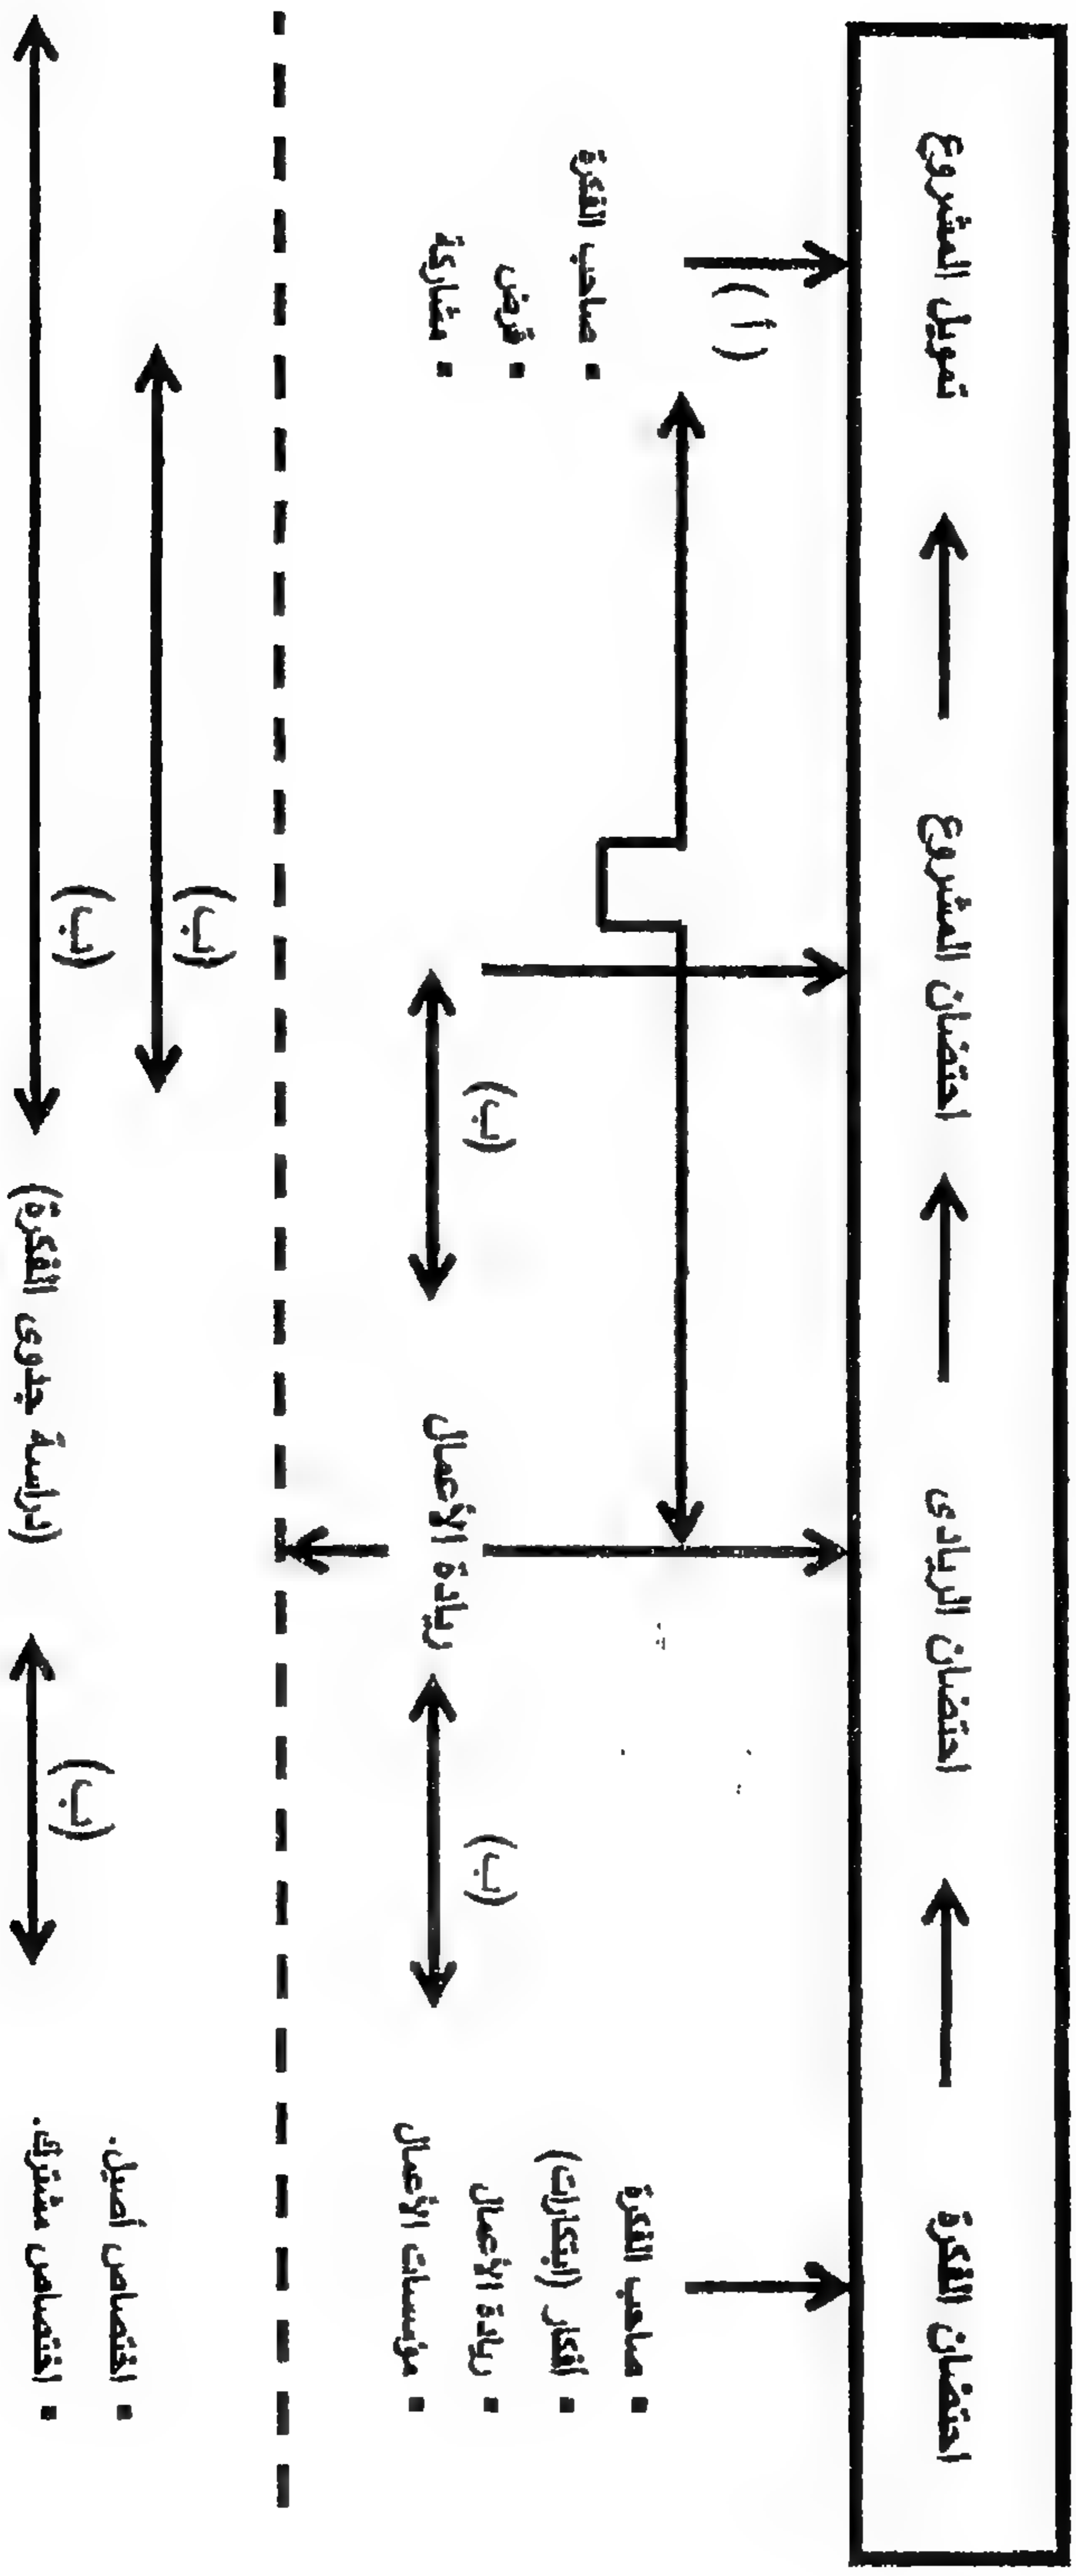 احتضان الفكرة
احتضان الريادى
احتضان المشروع
تمويل المشروع
(أ)
▪ صاحب الفكرة
▪ أفكار (ابتكارات)
▪ ريادة الأعمال
▪ مؤسسات الأعمال
(ب)
ريادة الأعمال
(ب)
▪ صاحب الفكرة
▪ قرض
▪ مشاركة
▪ اختصاص أصيل.
▪ اختصاص مشترك.
(ب)
(ب)
(دراسة جدوى الفكرة)
(ب)